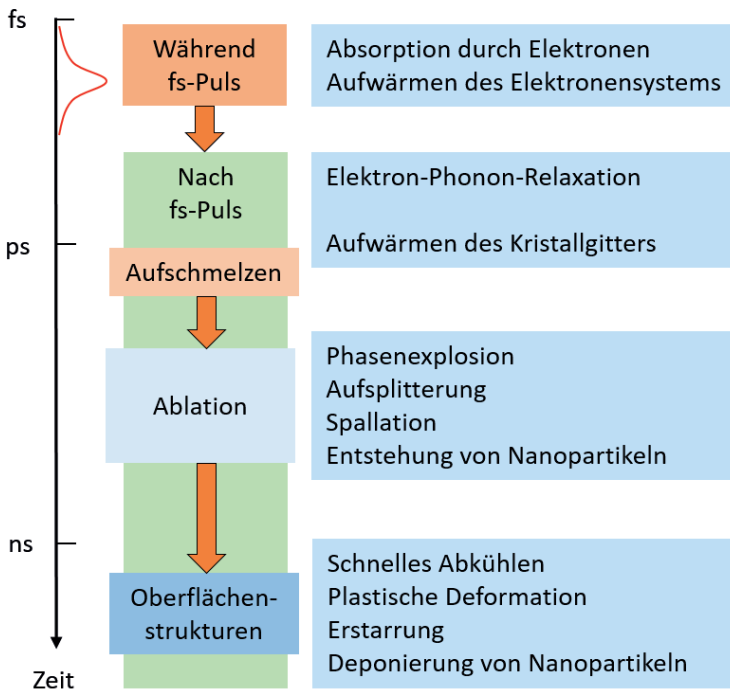 fs
Während
fs-Puls
Absorption durch Elektronen
Aufwärmen des Elektronensystems
Nach
fs-Puls
Elektron-Phonon-Relaxation
Aufwärmen des Kristallgitters
ps
Aufschmelzen
Ablation
Phasenexplosion
Aufsplitterung
Spallation
Entstehung von Nanopartikeln
ns
Oberflächen-
strukturen
Schnelles Abkühlen
Plastische Deformation
Erstarrung
Deponierung von Nanopartikeln
Zeit